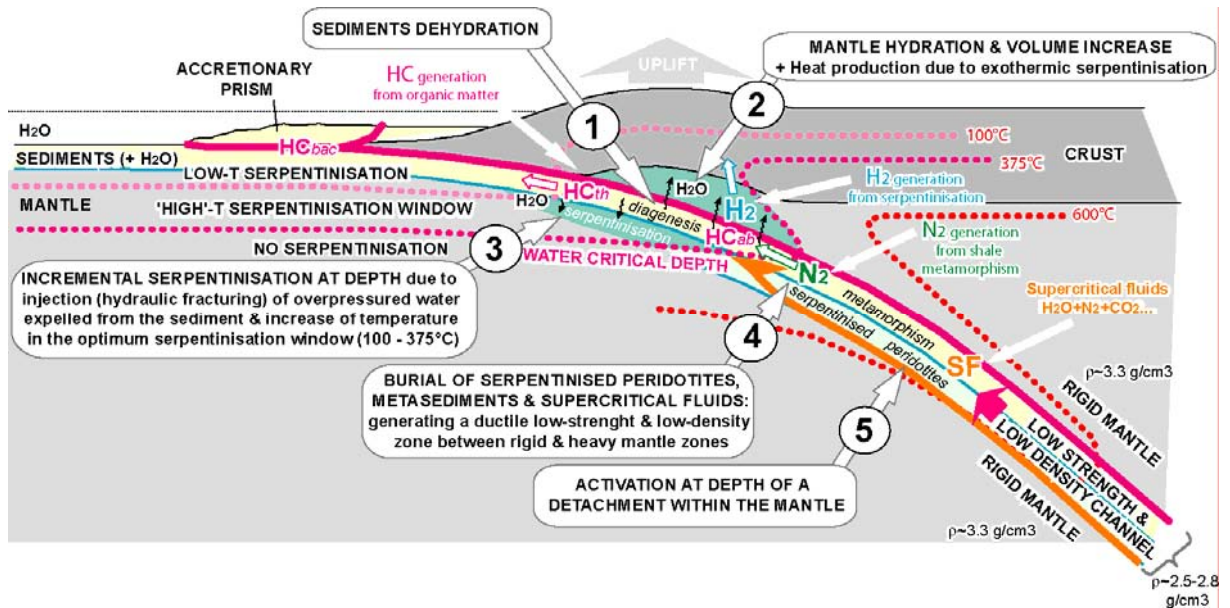 SEDIMENTS DEHYDRATION
MANTLE HYDRATION & VOLUME INCREASE
+ Heat production due to exothermic serpentinisation
UPLIFT
ACCRETIONARY
PRISM
HC generation
from organic matter
1
2
H2O
SEDIMENTS (+ H2O)
HCbac
100°C
375°C
CRUST
LOW-T SERPENTINISATION
MANTLE
'HIGH'-T SERPENTINISATION WINDOW
NO SERPENTINISATION
H2O
HCth
H2O
diagenesis
serpentinisation
H2
HCab
H2 generation
from serpentinisation
600°C
N2 generation
from shale
metamorphism
3
WATER CRITICAL DEPTH
N2
INCREMENTAL SERPENTINISATION AT DEPTH due to
injection (hydraulic fracturing) of overpressured water
expelled from the sediment & increase of temperature
in the optimum serpentinisation window (100 - 375°C)
metamorphism
serpentinised peridotites
Supercritical fluids
H2O+N2+CO2...
SF
4
BURIAL OF SERPENTINISED PERIDOTITES,
METASEDIMENTS & SUPERCRITICAL FLUIDS:
generating a ductile low-strenght & low-density
zone between rigid & heavy mantle zones
5
ACTIVATION AT DEPTH OF A
DETACHMENT WITHIN THE MANTLE
ρ~3.3 g/cm3
RIGID MANTLE
LOW STRENGTH &
LOW DENSITY CHANNEL
RIGID MANTLE
ρ~3.3 g/cm3
ρ~2.5-2.8
g/cm3